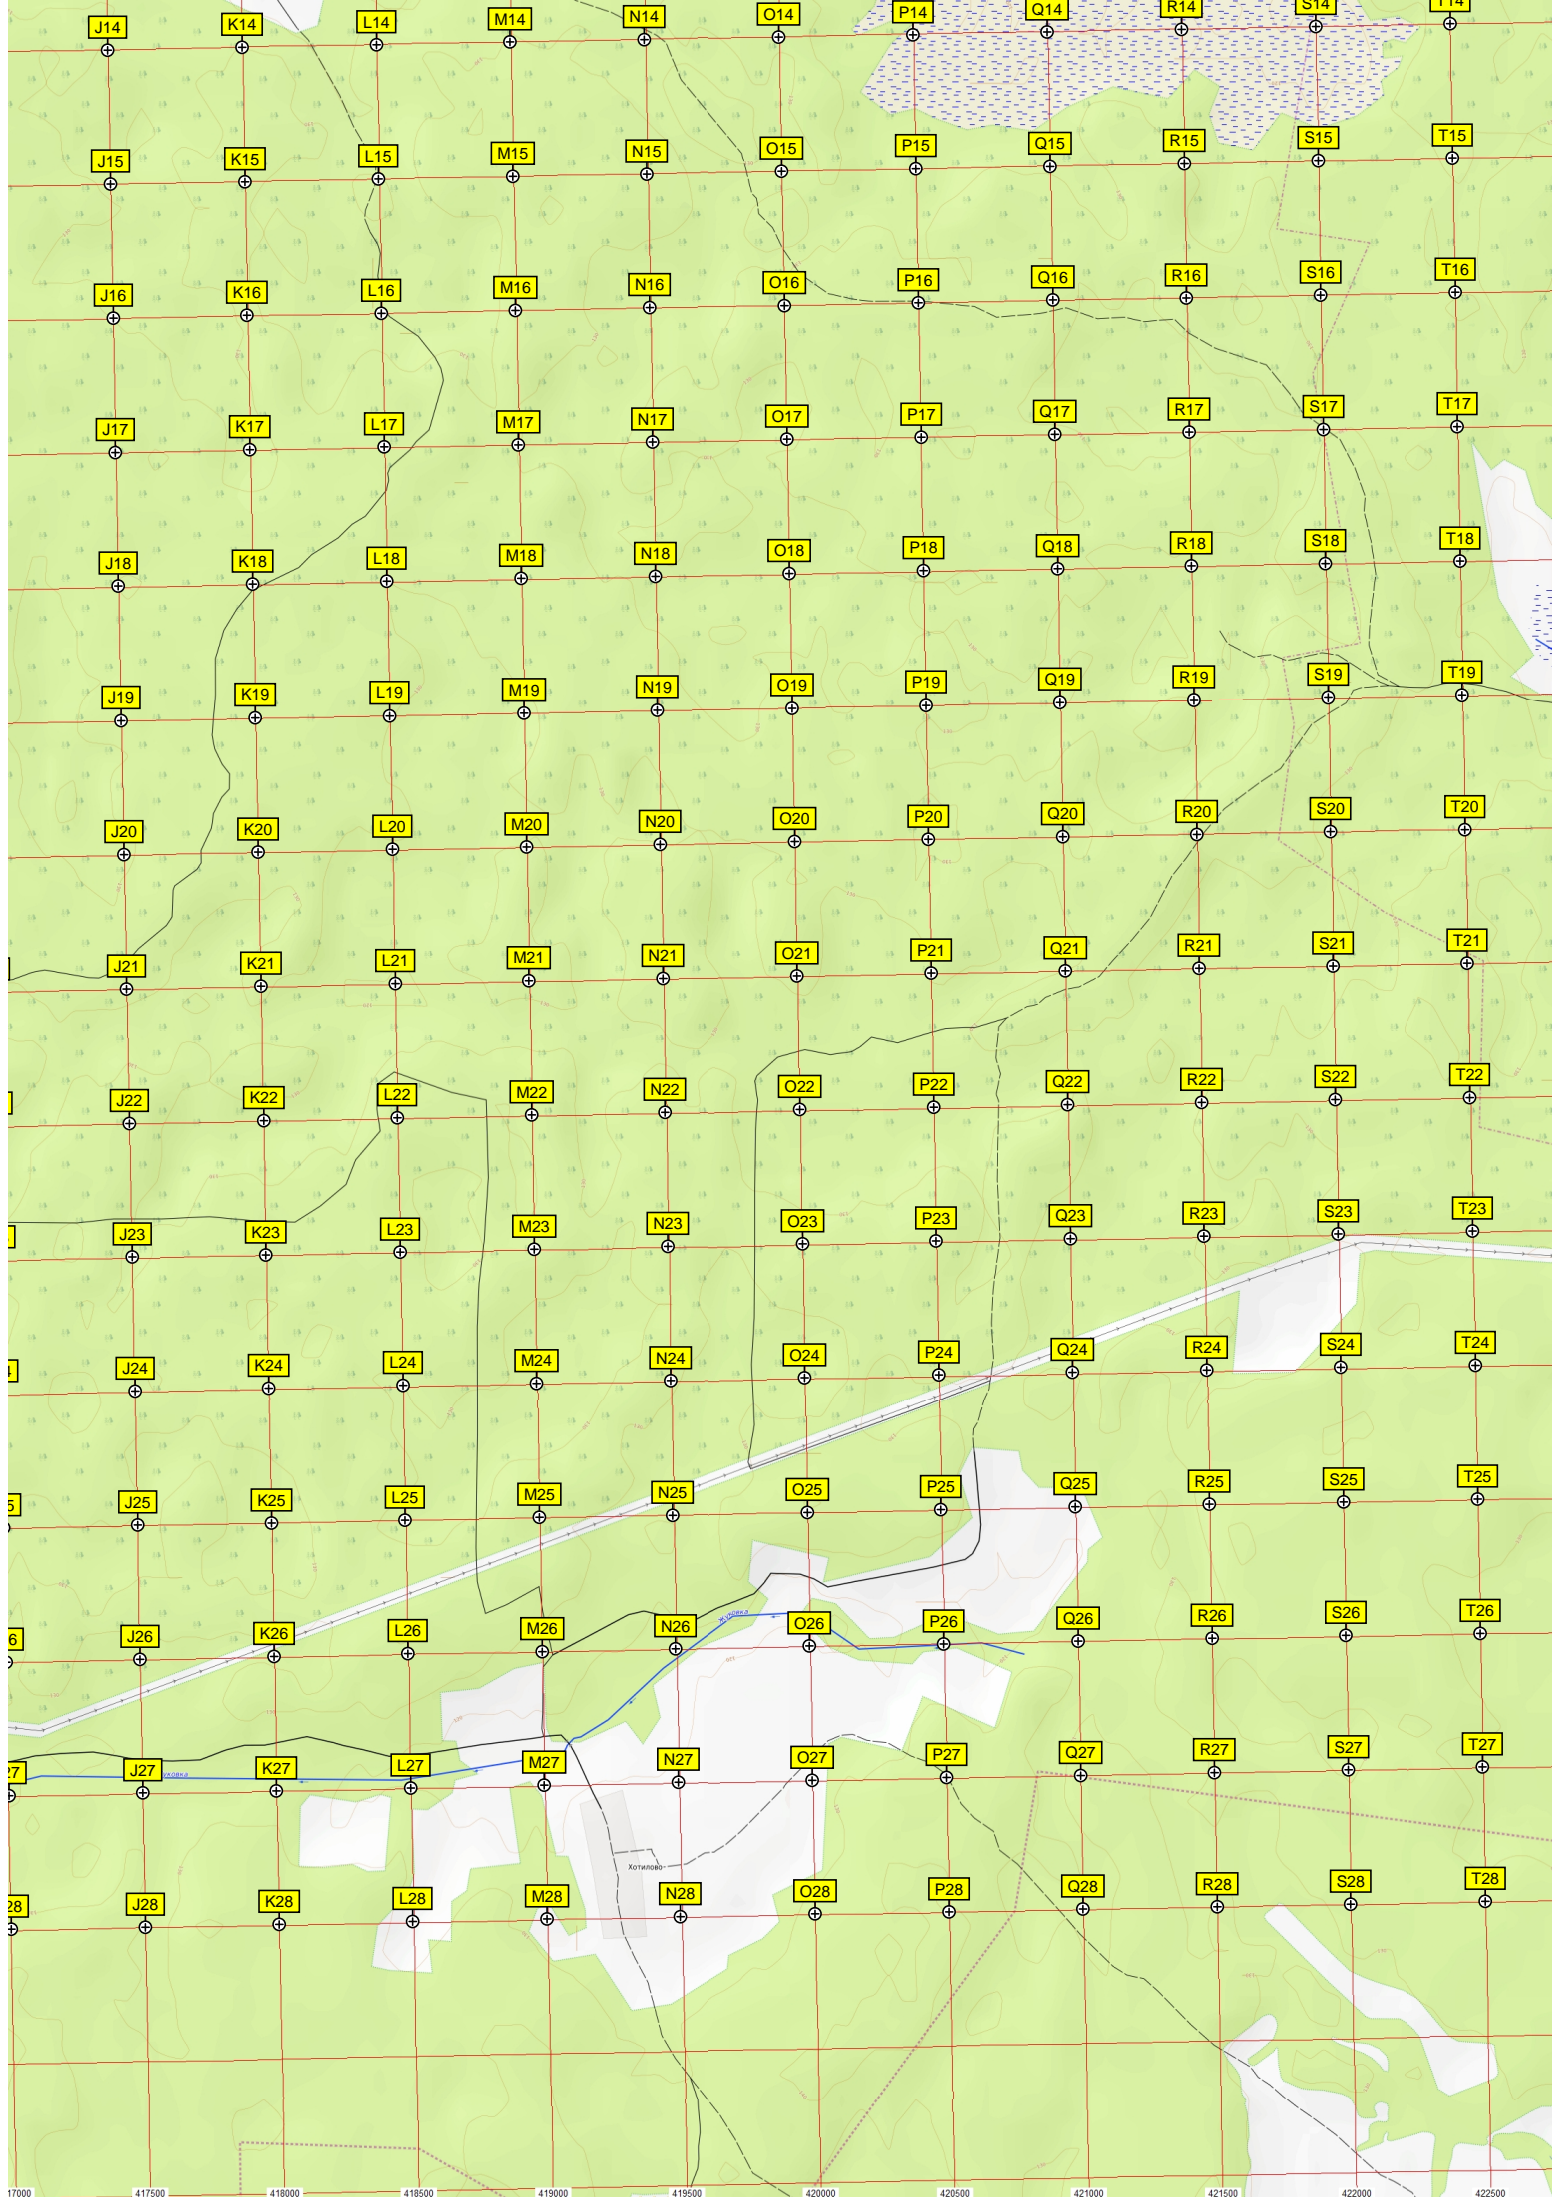 J14 K14 L14 M14 N14 O14 P14 Q14 R14 S14 T14
J15 K15 L15 M15 N15 O15 P15 Q15 R15 S15 T15
J16 K16 L16 M16 N16 O16 P16 Q16 R16 S16 T16
J17 K17 L17 M17 N17 O17 P17 Q17 R17 S17 T17
J18 K18 L18 M18 N18 O18 P18 Q18 R18 S18 T18
J19 K19 L19 M19 N19 O19 P19 Q19 R19 S19 T19
J20 K20 L20 M20 N20 O20 P20 Q20 R20 S20 T20
J21 K21 L21 M21 N21 O21 P21 Q21 R21 S21 T21
J22 K22 L22 M22 N22 O22 P22 Q22 R22 S22 T22
J23 K23 L23 M23 N23 O23 P23 Q23 R23 S23 T23
J24 K24 L24 M24 N24 O24 P24 Q24 R24 S24 T24
J25 K25 L25 M25 N25 O25 P25 Q25 R25 S25 T25
Жуковка
J26 K26 L26 M26 N26 O26 P26 Q26 R26 S26 T26
27 J27 K27 L27 M27 N27 O27 P27 Q27 R27 S27 T27
уковка
Хотилово
28 J28 K28 L28 M28 N28 O28 P28 Q28 R28 S28 T28
17000 417500 418000 418500 419000 419500 420000 420500 421000 421500 422000 422500